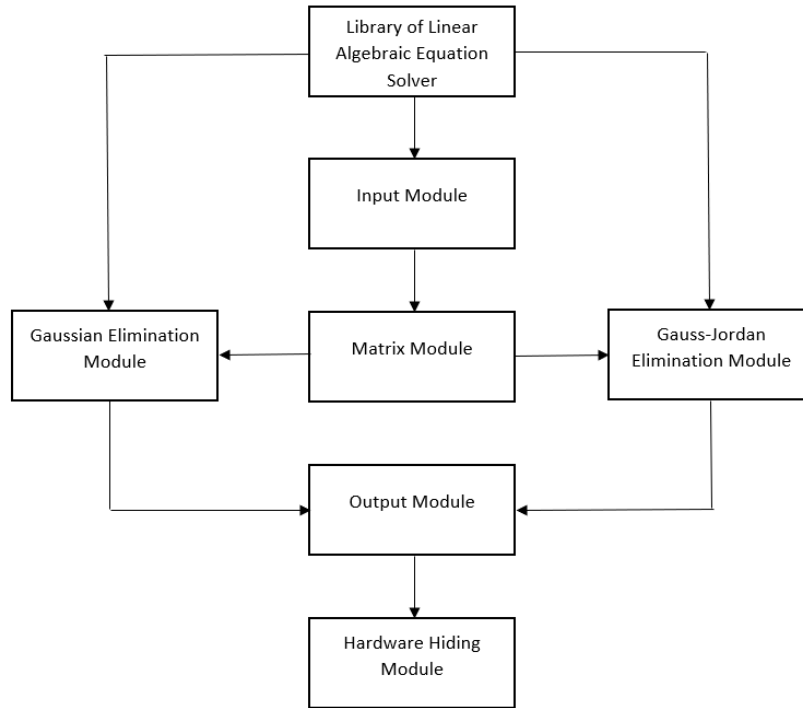 Library of Linear
Algebraic Equation
Solver
Input Module
Gaussian Elimination
Module
Matrix Module
Gauss-Jordan
Elimination Module
Output Module
Hardware Hiding
Module